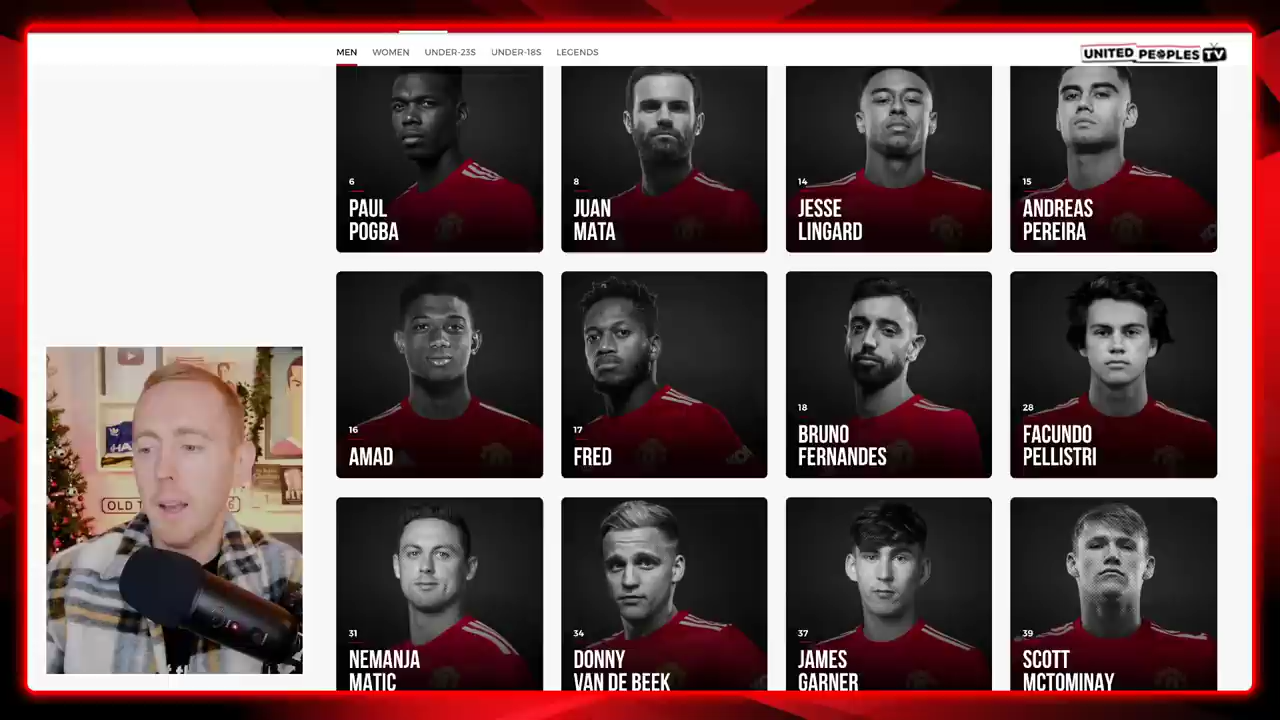 MEN WOMEN UNDER-23S UNDER-18S LEGENDS
UNITED PEOPLES TV
6
PAUL
POGBA
8
JUAN
MATA
14
JESSE
LINGARD
15
ANDREAS
PEREIRA
16
AMAD
17
FRED
18
BRUNO
FERNANDES
28
FACUNDO
PELLISTRI
OLD T
31
NEMANJA
MATIC
34
DONNY
VAN DE BEEK
37
JAMES
GARNER
39
SCOTT
MCTOMINAY